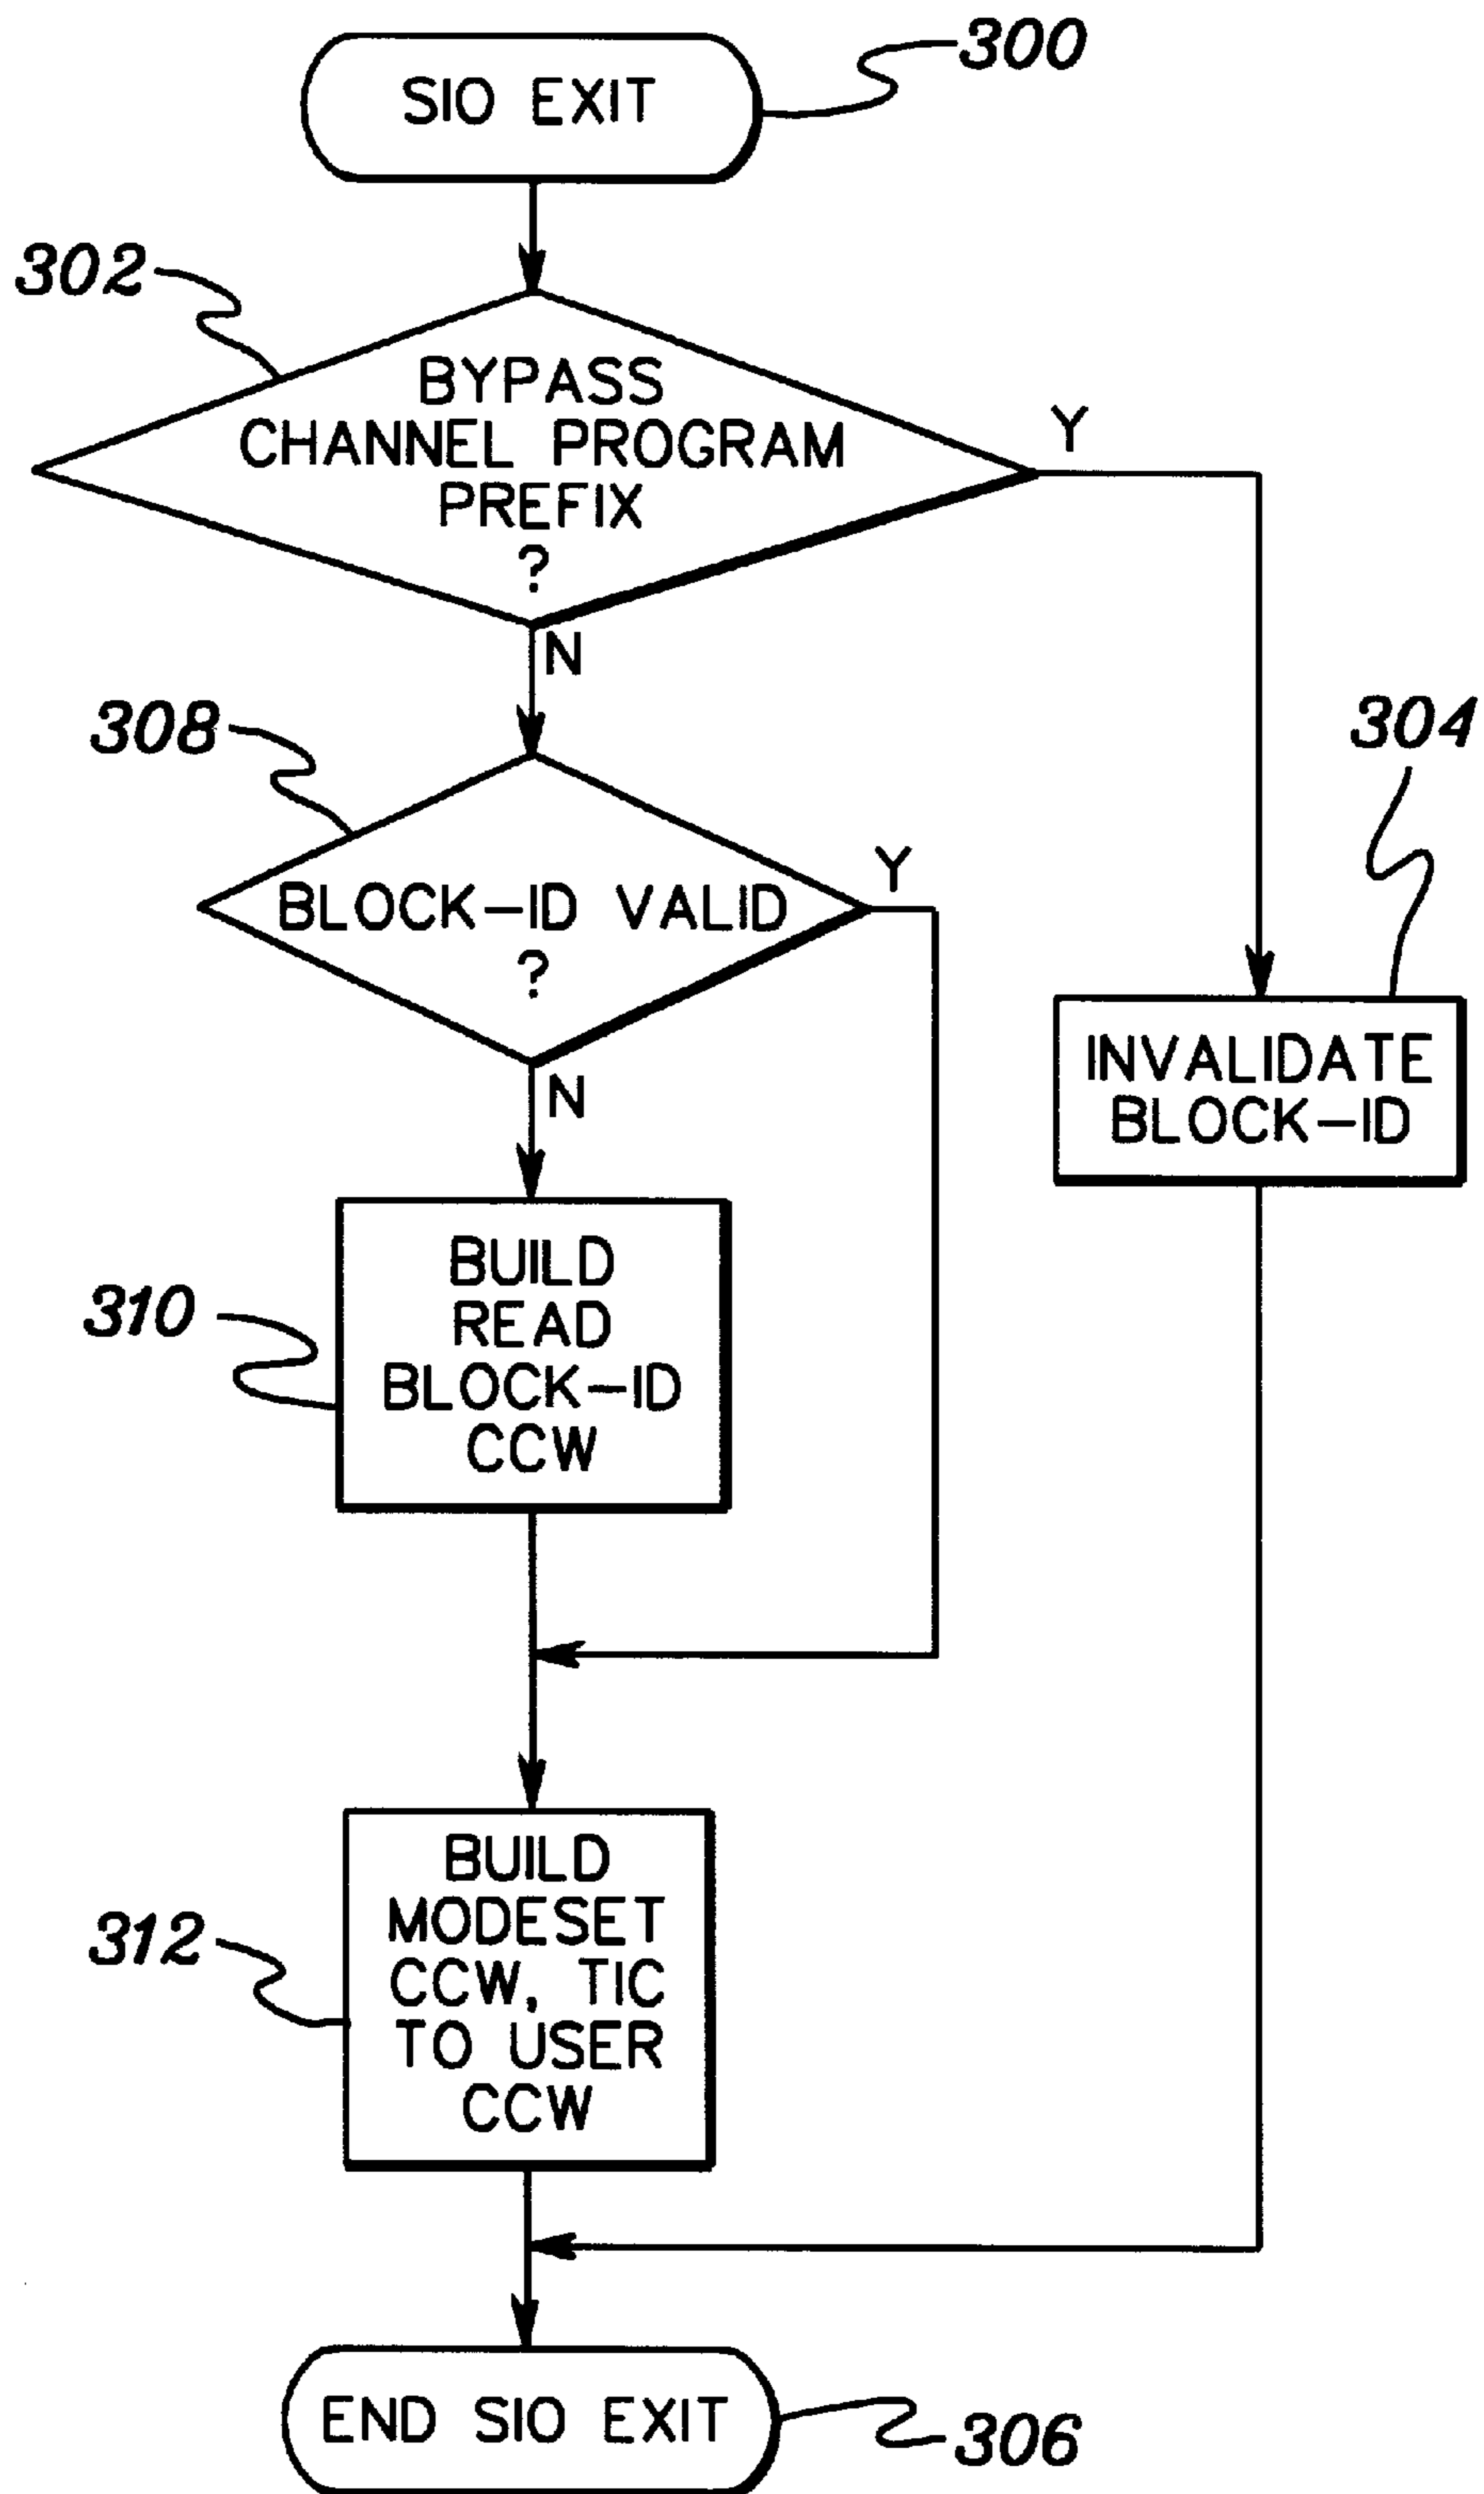 SIO EXIT
300
302
BYPASS
CHANNEL PROGRAM
PREFIX
?
Y
N
308
304
BLOCK-ID VALID
?
Y
N
INVALIDATE
BLOCK-ID
310
BUILD
READ
BLOCK-ID
CCW
312
BUILD
MODESET
CCW, TIC
TO USER
CCW
END SIO EXIT
306